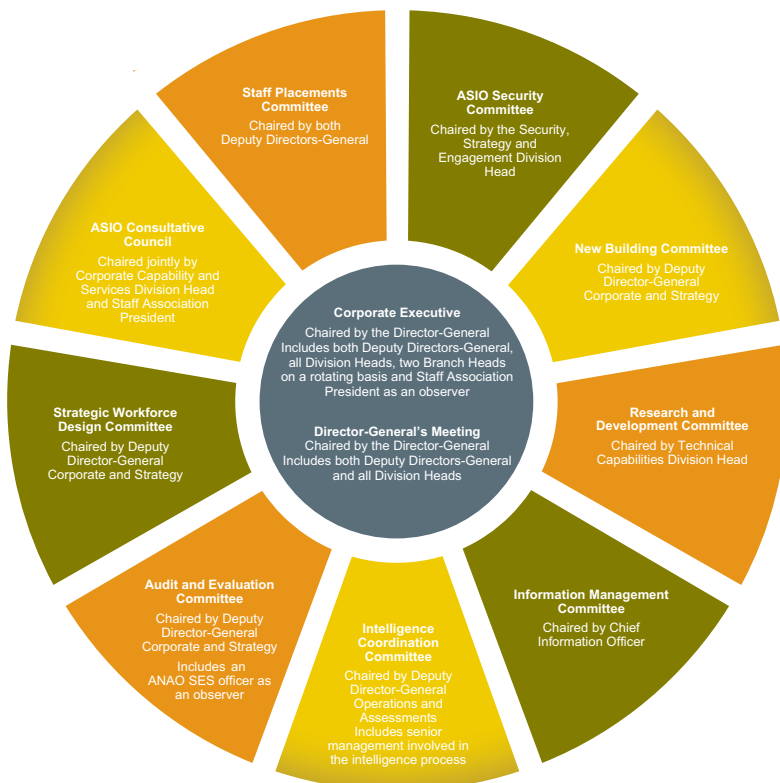 Staff Placements
Committee
Chaired by both
Deputy Directors-General
ASIO Security
Committee
Chaired by the Security,
Strategy and
Engagement Division
Head
New Building Committee
Chaired by Deputy
Director-General
Corporate and Strategy
Research and
Development Committee
Chaired by Technical
Capabilities Division Head
Information Management
Committee
Chaired by Chief
Information Officer
Intelligence
Coordination
Committee
Chaired by Deputy
Director-General
Operations and
Assessments
Includes senior
management involved in
the intelligence process
Audit and Evaluation
Committee
Chaired by Deputy
Director-General
Corporate and Strategy
Includes an
ANAO SES officer as
an observer
Strategic Workforce
Design Committee
Chaired by Deputy
Director-General
Corporate and Strategy
ASIO Consultative
Council
Chaired jointly by
Corporate Capability and
Services Division Head
and Staff Association
President
Corporate Executive
Chaired by the Director-General
Includes both Deputy Directors-General,
all Division Heads, two Branch Heads
on a rotating basis and Staff Association
President as an observer
Director-General's Meeting
Chaired by the Director-General
Includes both Deputy Directors-General
and all Division Heads